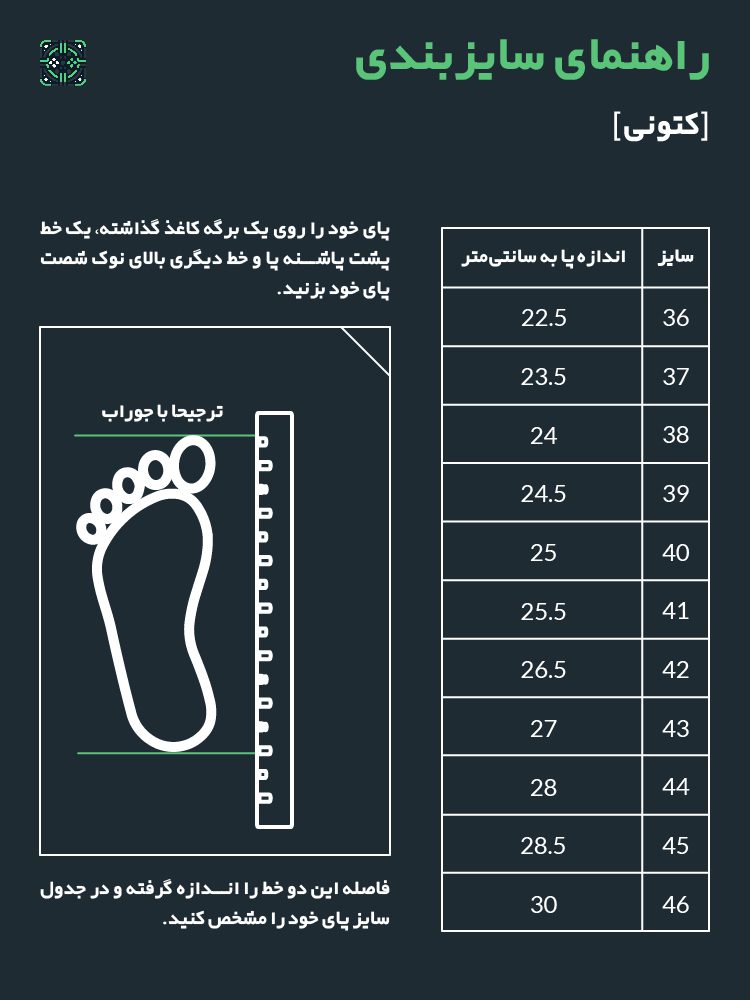 راهنمای سایزبندی
[کتونی]
پای خود را روی یک برگه کاغذ گذاشته، یک خط
پشت پاشـــنه پا و خط دیگری بالای نوک شصت
پای خود بزنید.
ترجیحا با جوراب
فاصله این دو خط را انـــدازه گرفته و در جدول
سایز پای خود را مشخص کنید.
سایز اندازه پا به سانتی‌متر
36 22.5
37 23.5
38 24
39 24.5
40 25
41 25.5
42 26.5
43 27
44 28
45 28.5
46 30